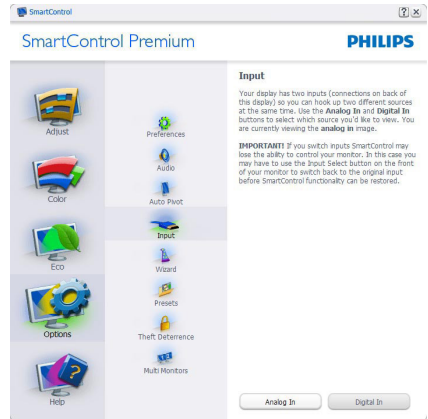 SmartControl
SmartControl Premium
PHILIPS
Adjust
Color
Eco
Options
Help
Preferences
Audio
Auto Pivot
Input
Wizard
Presets
Theft Deterrence
Multi Monitors
Input
Your display has two inputs (connections on back of
this display) so you can hook up two different sources
at the same time. Use the Analog In and Digital In
buttons to select which source you'd like to view. You
are currently viewing the analog in image.
IMPORTANT! If you switch inputs SmartControl may
lose the ability to control your monitor. In this case you
may have to use the Input Select button on the front
of your monitor to switch back to the original input
before SmartControl functionality can be restored.
Analog In
Digital In